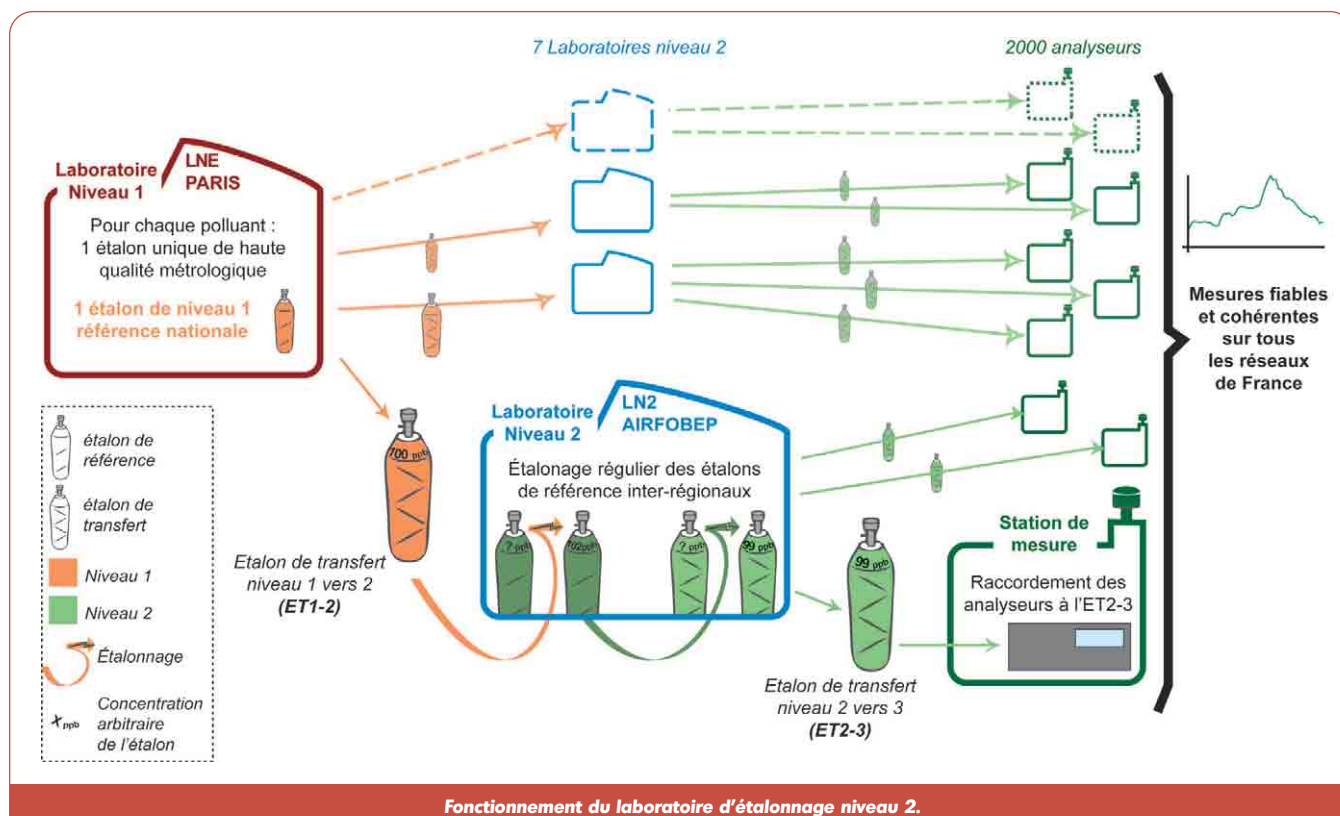 7 Laboratoires niveau 2
2000 analyseurs
Laboratoire
Niveau 1
LNE
PARIS
Pour chaque polluant :
1 étalon unique de haute
qualité métrologique
1 étalon de niveau 1
référence nationale
Mesures fiables
et cohérentes
sur tous
les réseaux
de France
étalon de
référence
étalon de
transfert
Niveau 1
Niveau 2
Étalonnage
X ppb
Concentration
arbitraire
de l'étalon
100 ppb
Etalon de transfert
niveau 1 vers 2
(ET1-2)
Laboratoire
Niveau 2
LN2
AIRFOBEP
Étalonage régulier des étalons
de référence inter-régionaux
? ppb
102ppb
? ppb
99 ppb
99 ppb
Etalon de transfert
niveau 2 vers 3
(ET2-3)
Station de
mesure
Raccordement des
analyseurs à l'ET2-3
Fonctionnement du laboratoire d'étalonnage niveau 2.